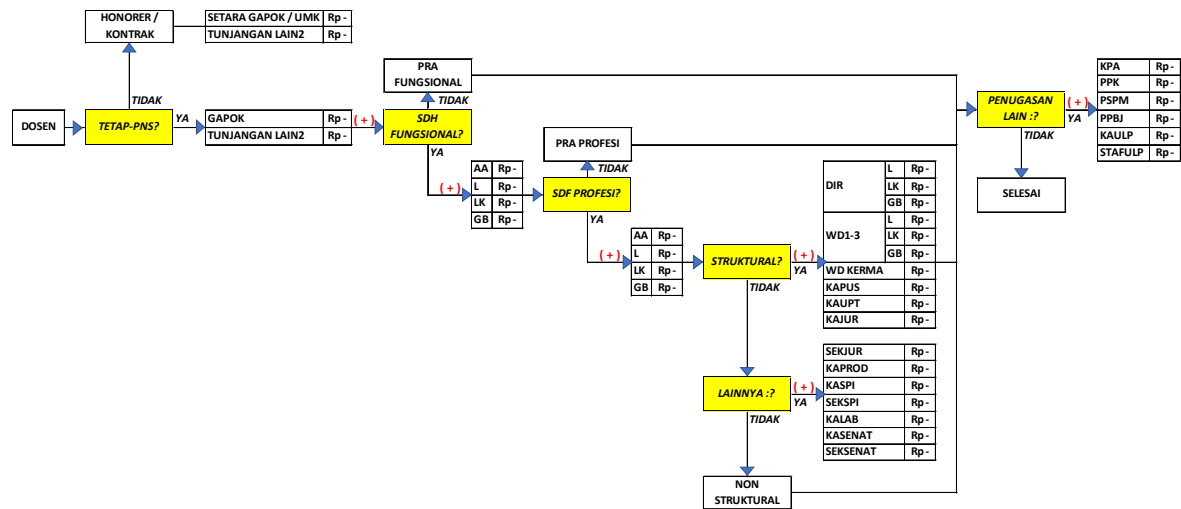 HONORER /
KONTRAK
SETARA GAPOK / UMK Rp -
TUNJANGAN LAIN2 Rp -
TIDAK
DOSEN
TETAP-PNS?
YA
GAPOK Rp -
TUNJANGAN LAIN2 Rp -
( + )
PRA
FUNGSIONAL
TIDAK
SDH
FUNGSIONAL?
YA
( + )
AA Rp -
L Rp -
LK Rp -
GB Rp -
PRA PROFESI
TIDAK
SDF PROFESI?
YA
( + )
AA Rp -
L Rp -
LK Rp -
GB Rp -
STRUKTURAL?
( + )
YA
TIDAK
DIR
L Rp -
LK Rp -
GB Rp -
WD1-3
L Rp -
LK Rp -
GB Rp -
WD KERMA Rp -
KAPUS Rp -
KAUPT Rp -
KAJUR Rp -
LAINNYA :?
( + )
YA
TIDAK
SEKJUR Rp -
KAPROD Rp -
KASPI Rp -
SEKSPI Rp -
KALAB Rp -
KASENAT Rp -
SEKSENAT Rp -
NON
STRUKTURAL
PENUGASAN
LAIN :?
( + )
YA
TIDAK
SELESAI
KPA Rp -
PPK Rp -
PSPM Rp -
PPBJ Rp -
KAULP Rp -
STAFULP Rp -